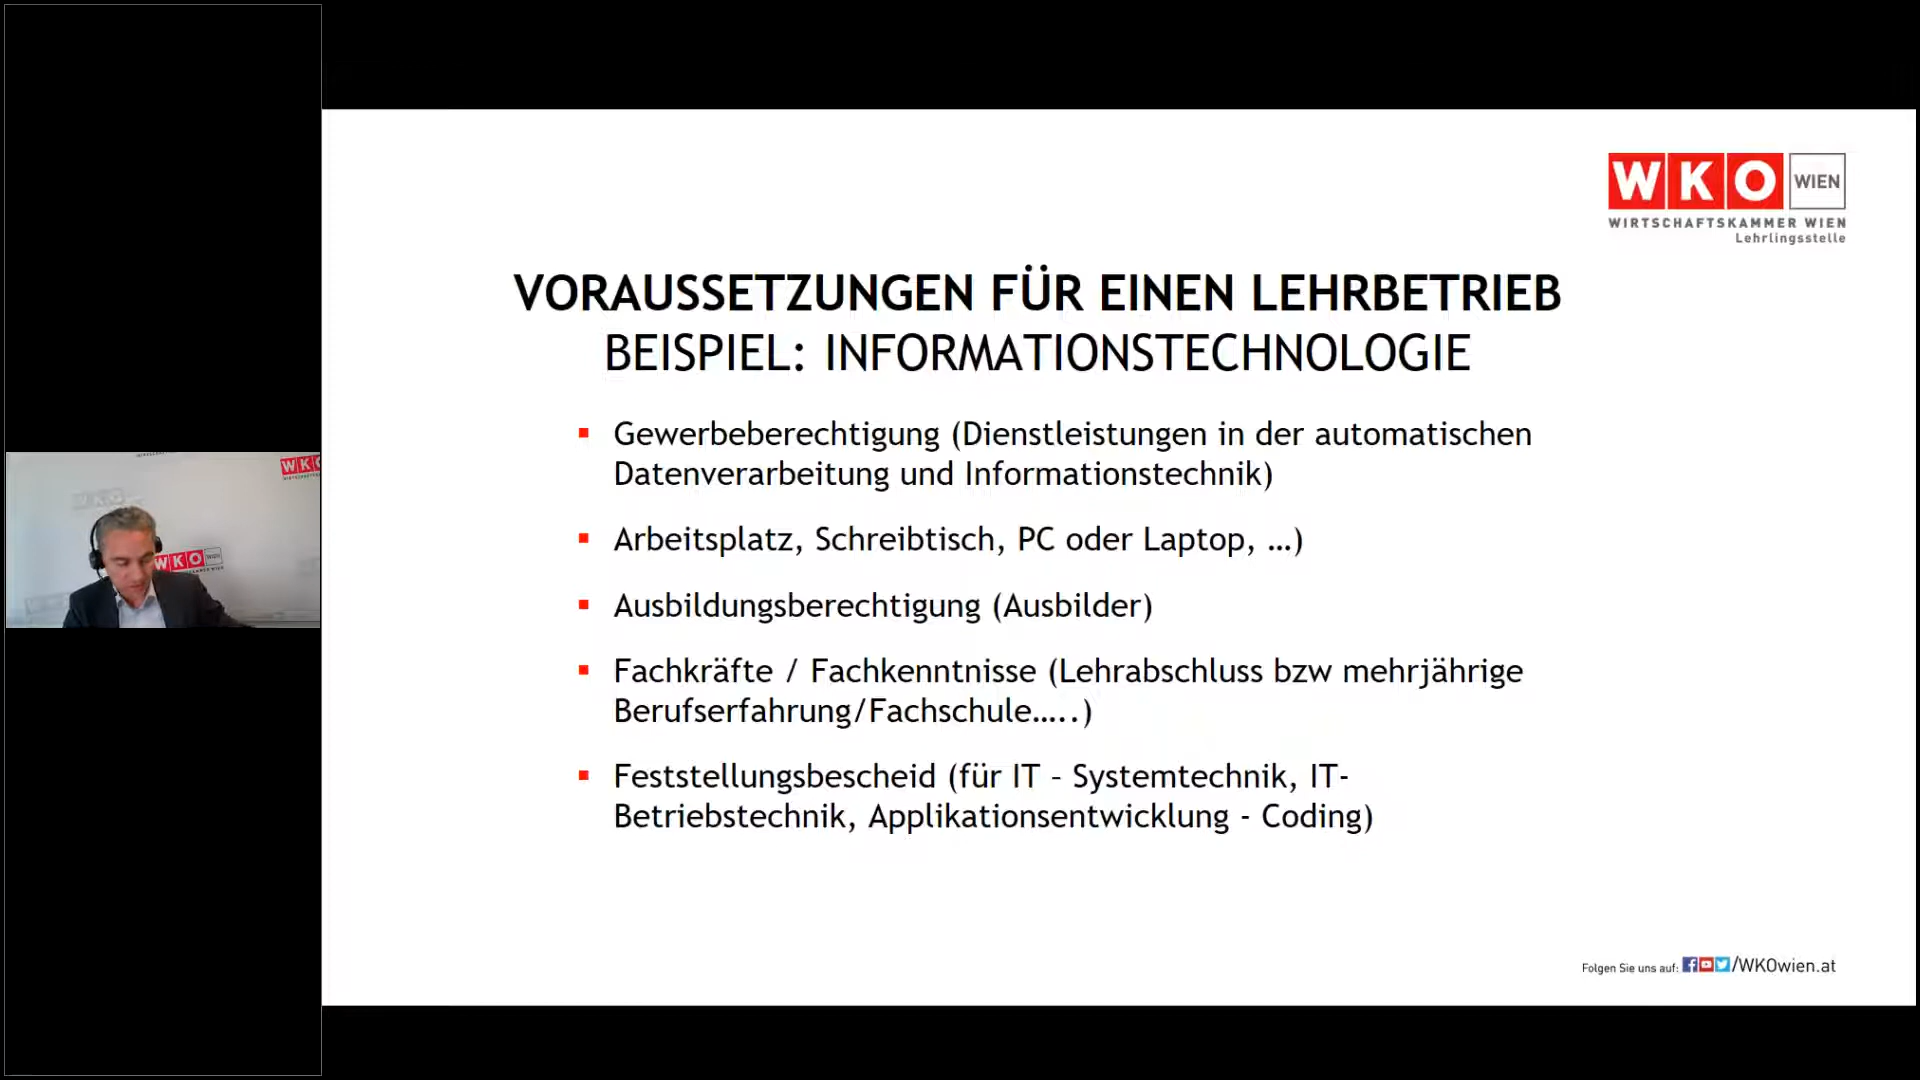 WKO WIEN
WIRTSCHAFTSKAMMER WIEN
Lehrlingsstelle
VORAUSSETZUNGEN FÜR EINEN LEHRBETRIEB
BEISPIEL: INFORMATIONSTECHNOLOGIE
▪ Gewerbeberechtigung (Dienstleistungen in der automatischen
Datenverarbeitung und Informationstechnik)
▪ Arbeitsplatz, Schreibtisch, PC oder Laptop, …)
▪ Ausbildungsberechtigung (Ausbilder)
▪ Fachkräfte / Fachkenntnisse (Lehrabschluss bzw mehrjährige
Berufserfahrung/Fachschule…..)
▪ Feststellungsbescheid (für IT – Systemtechnik, IT-
Betriebstechnik, Applikationsentwicklung - Coding)
Folgen Sie uns auf: /WKOwien.at
WKO
WKO